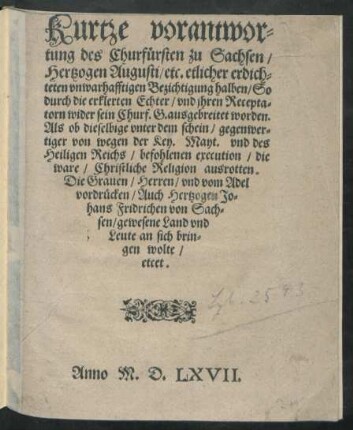 Kurtze vorantwor-
tung des Churfürsten zu Sachsen /
Hertzogen Augusti / etc. etlicher erdich-
teten vnwarhafftigen Bezichtigung halben / So
durch die erklerten Echter / vnd ihren Recepta-
torn wider sein Churf. G. ausgebreitet worden.
Als ob dieselbige vnter dem schein / gegenwer-
tiger von wegen der Key. Mayt. vnd des
Heiligen Reichs / befohlenen execution / die
ware / Christliche Religion ausrotten.
Die Grauen / Herren / vnd vom Adel
vordrücken / Auch Hertzogen Jo-
hans Fridrichen von Sach-
sen / gewesene Land vnd
Leute an sich brin-
gen wolte /
etcet.
2543.
Anno M. D. LXVII.